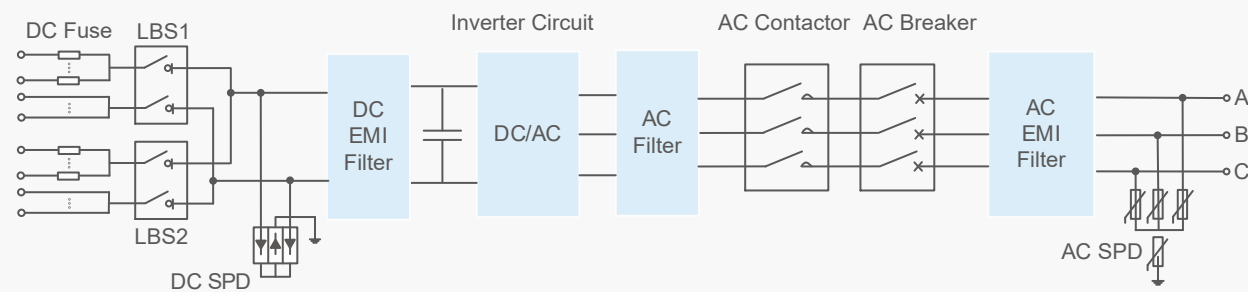 DC Fuse
LBS1
Inverter Circuit
AC Contactor
AC Breaker
DC
EMI
Filter
DC/AC
AC
Filter
AC
EMI
Filter
A
B
C
LBS2
DC SPD
AC SPD